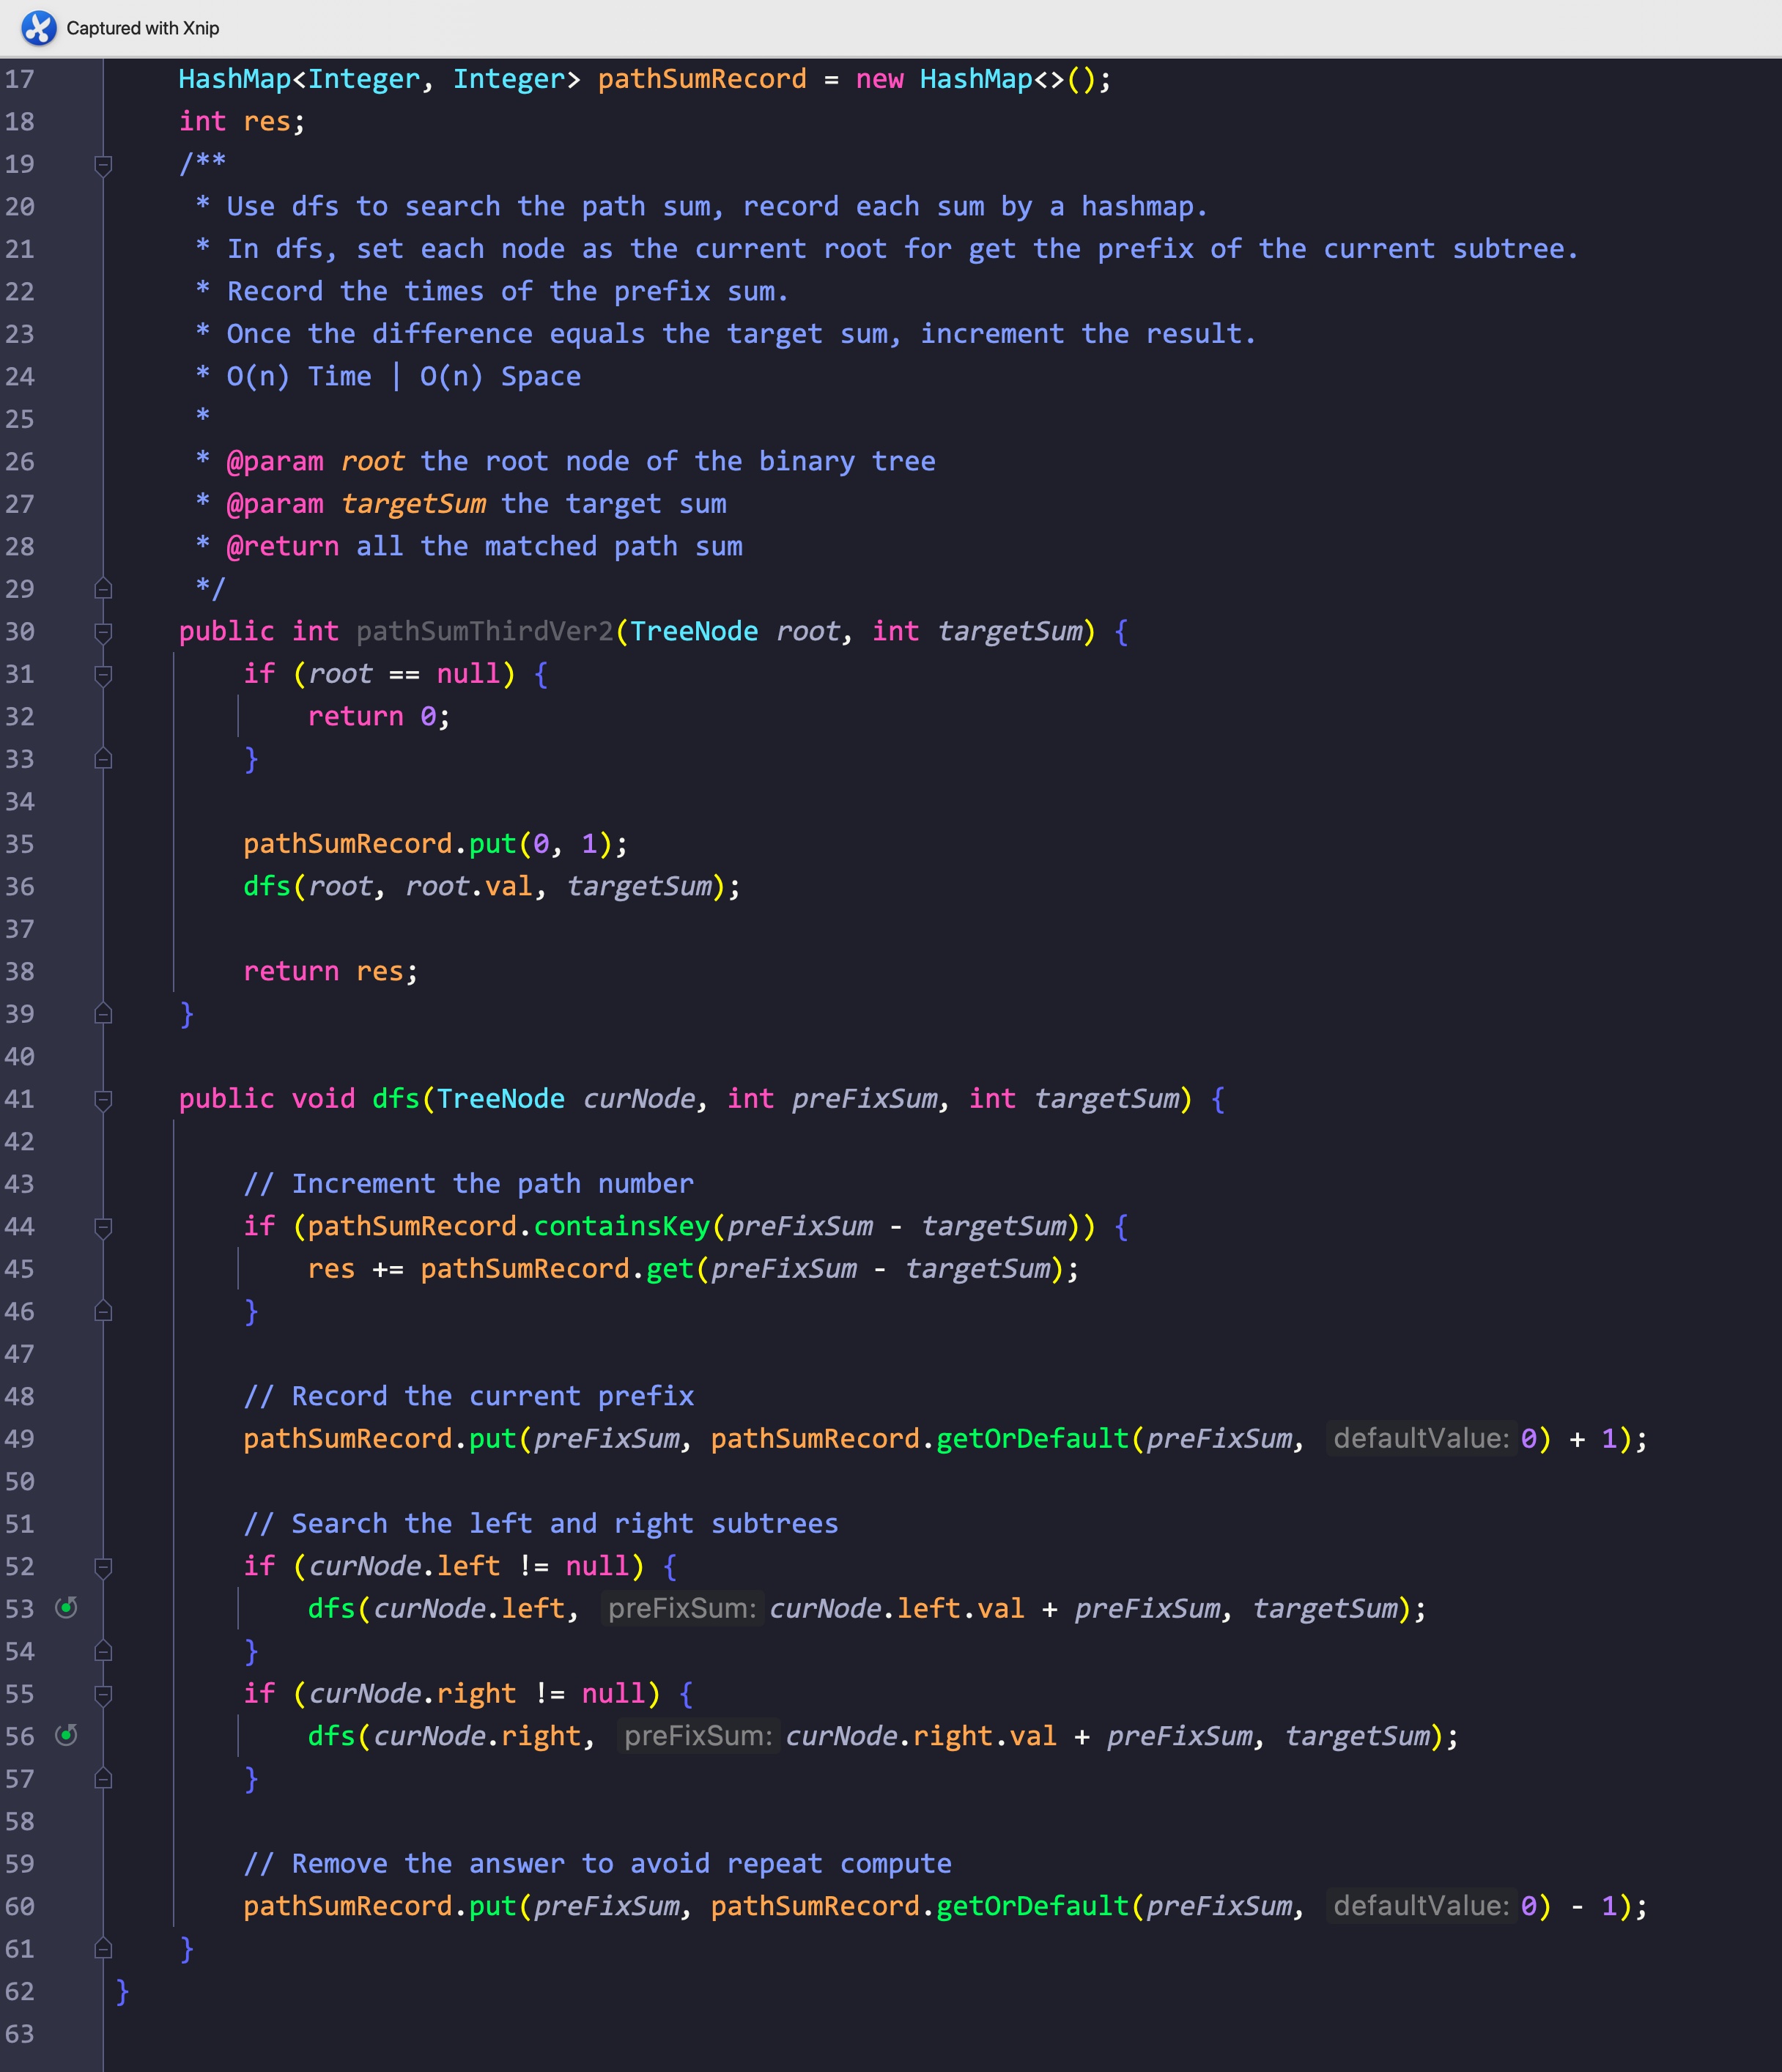 Captured with Xnip
17 HashMap<Integer, Integer> pathSumRecord = new HashMap<>();
18 int res;
19 /**
20 * Use dfs to search the path sum, record each sum by a hashmap.
21 * In dfs, set each node as the current root for get the prefix of the current subtree.
22 * Record the times of the prefix sum.
23 * Once the difference equals the target sum, increment the result.
24 * O(n) Time | O(n) Space
25 *
26 * @param root the root node of the binary tree
27 * @param targetSum the target sum
28 * @return all the matched path sum
29 */
30 public int pathSumThirdVer2(TreeNode root, int targetSum) {
31 if (root == null) {
32 return 0;
33 }
34
35 pathSumRecord.put(0, 1);
36 dfs(root, root.val, targetSum);
37
38 return res;
39 }
40
41 public void dfs(TreeNode curNode, int preFixSum, int targetSum) {
42
43 // Increment the path number
44 if (pathSumRecord.containsKey(preFixSum - targetSum)) {
45 res += pathSumRecord.get(preFixSum - targetSum);
46 }
47
48 // Record the current prefix
49 pathSumRecord.put(preFixSum, pathSumRecord.getOrDefault(preFixSum, defaultValue: 0) + 1);
50
51 // Search the left and right subtrees
52 if (curNode.left != null) {
53 dfs(curNode.left, preFixSum: curNode.left.val + preFixSum, targetSum);
54 }
55 if (curNode.right != null) {
56 dfs(curNode.right, preFixSum: curNode.right.val + preFixSum, targetSum);
57 }
58
59 // Remove the answer to avoid repeat compute
60 pathSumRecord.put(preFixSum, pathSumRecord.getOrDefault(preFixSum, defaultValue: 0) - 1);
61 }
62 }
63